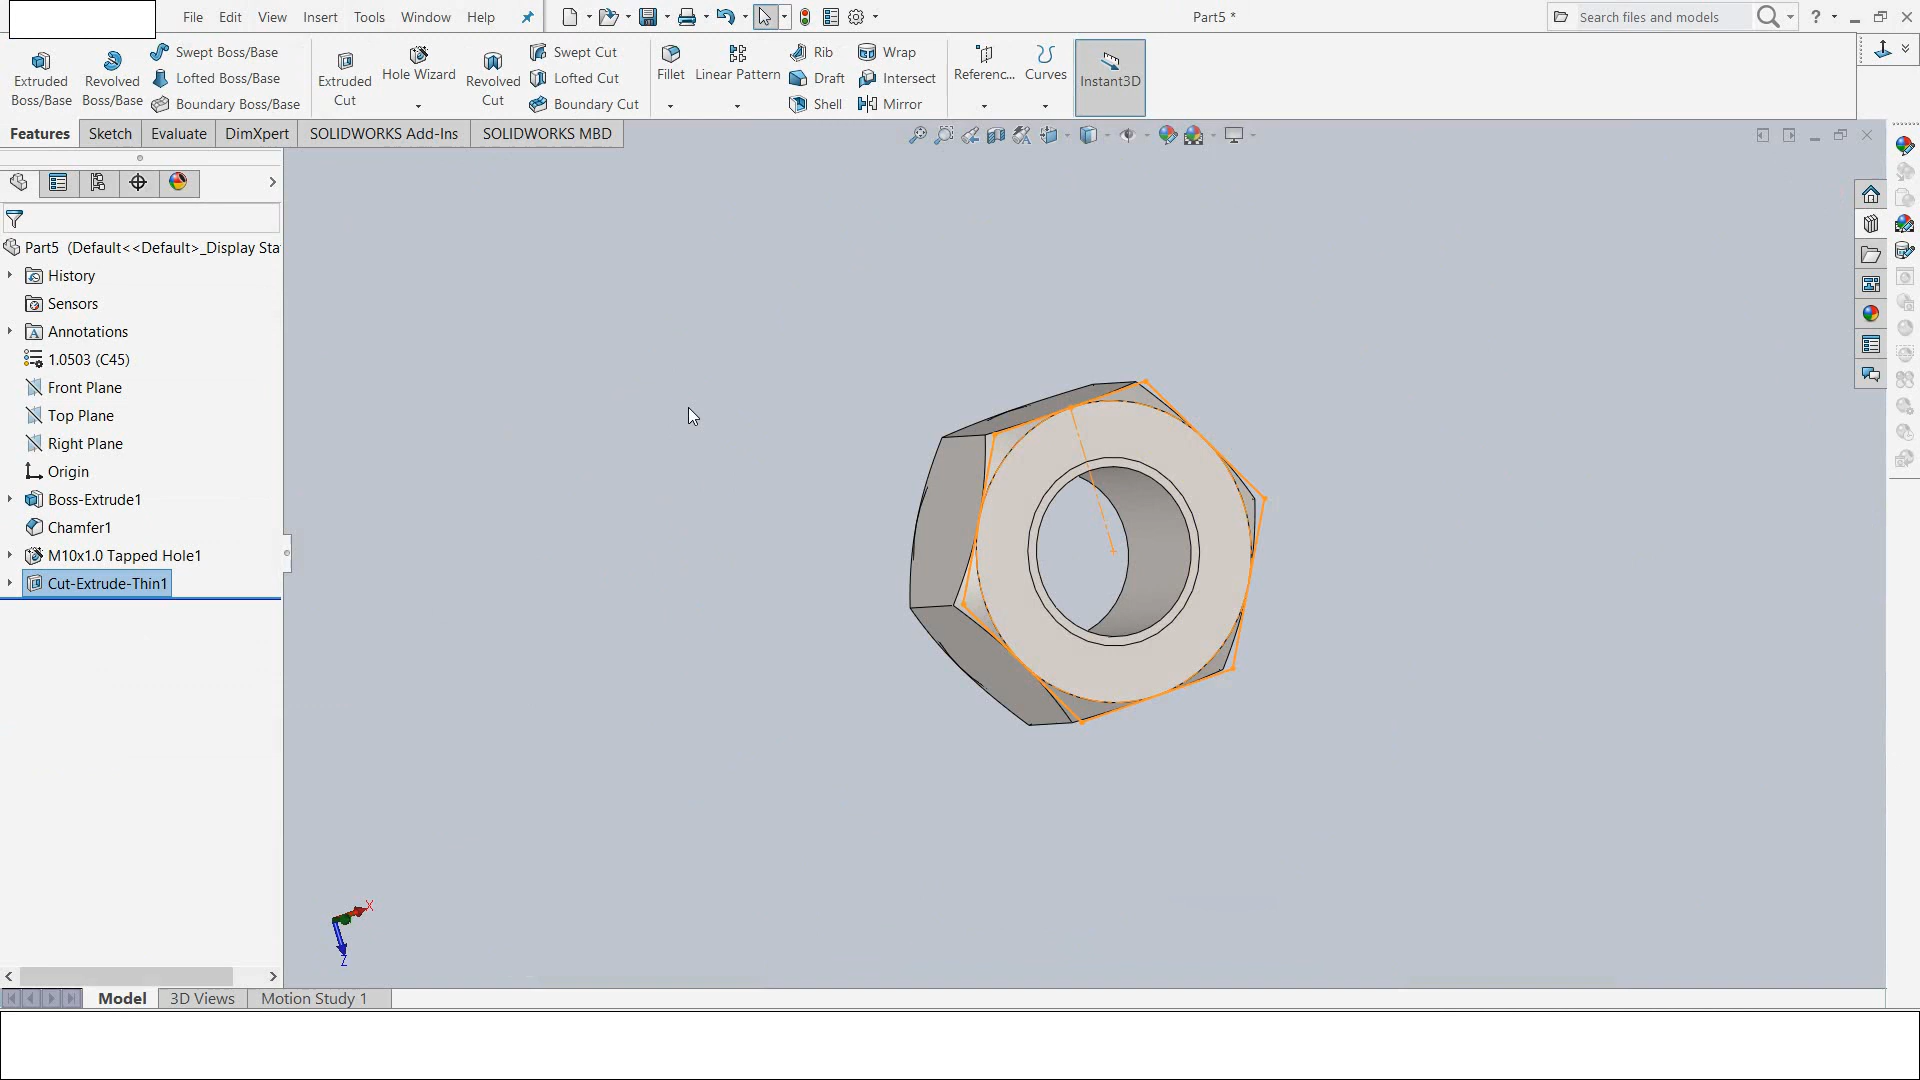 File Edit View Insert Tools Window Help
Part5 *
Search files and models
?
Extruded Boss/Base
Revolved Boss/Base
Swept Boss/Base
Lofted Boss/Base
Boundary Boss/Base
Extruded Cut
Hole Wizard
Revolved Cut
Swept Cut
Lofted Cut
Boundary Cut
Fillet
Linear Pattern
Rib
Draft
Shell
Wrap
Intersect
Mirror
Referenc...
Curves
Instant3D
Features
Sketch
Evaluate
DimXpert
SOLIDWORKS Add-Ins
SOLIDWORKS MBD
Part5 (Default<<Default>_Display Sta
History
Sensors
Annotations
1.0503 (C45)
Front Plane
Top Plane
Right Plane
Origin
Boss-Extrude1
Chamfer1
M10x1.0 Tapped Hole1
Cut-Extrude-Thin1
X
Z
Model
3D Views
Motion Study 1